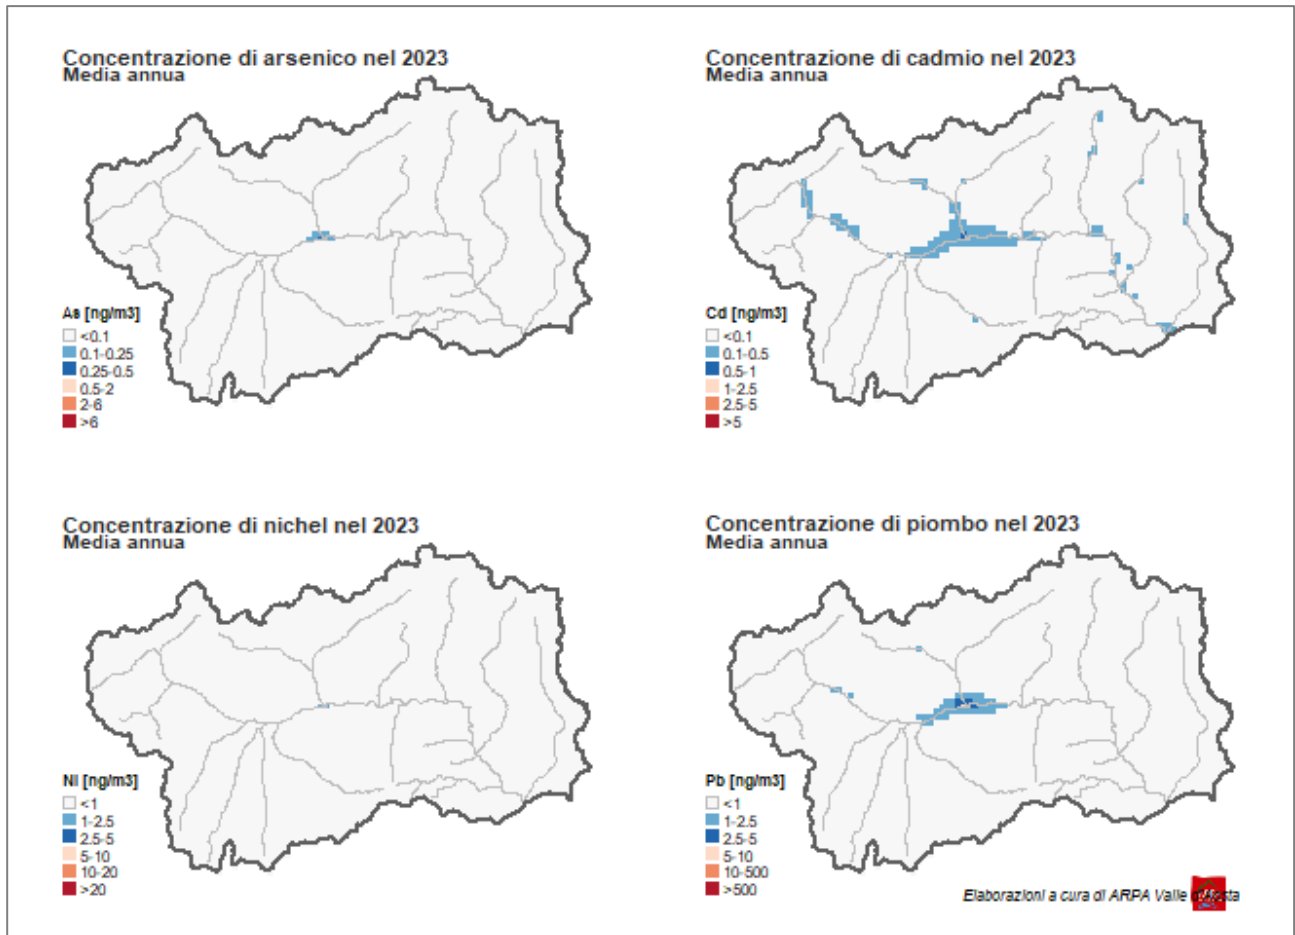 Concentrazione di arsenico nel 2023
Media annua
As [ng/m3]
<0.1
0.1-0.25
0.25-0.5
0.5-2
2-6
>6
Concentrazione di cadmio nel 2023
Media annua
Cd [ng/m3]
<0.1
0.1-0.5
0.5-1
1-2.5
2.5-5
>5
Concentrazione di nichel nel 2023
Media annua
Ni [ng/m3]
<1
1-2.5
2.5-5
5-10
10-20
>20
Concentrazione di piombo nel 2023
Media annua
Pb [ng/m3]
<1
1-2.5
2.5-5
5-10
10-500
>500
Elaborazioni a cura di ARPA Valle d'Aosta